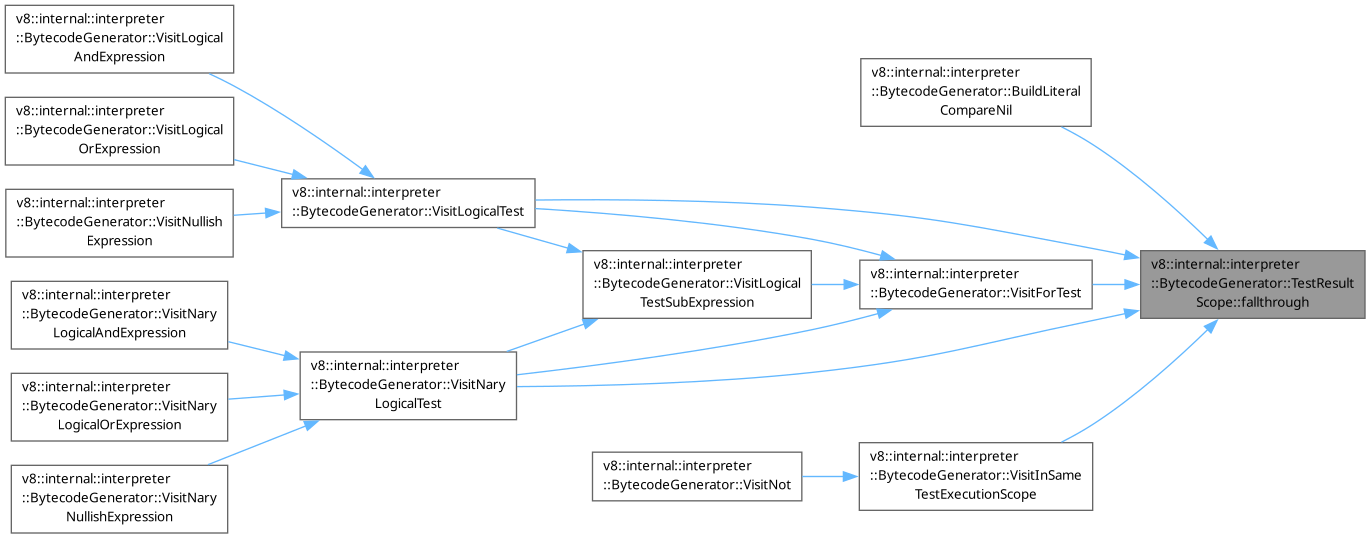 v8::internal::interpreter
::BytecodeGenerator::VisitLogical
AndExpression
v8::internal::interpreter
::BytecodeGenerator::VisitLogical
OrExpression
v8::internal::interpreter
::BytecodeGenerator::VisitNullish
Expression
v8::internal::interpreter
::BytecodeGenerator::VisitNary
LogicalAndExpression
v8::internal::interpreter
::BytecodeGenerator::VisitNary
LogicalOrExpression
v8::internal::interpreter
::BytecodeGenerator::VisitNary
NullishExpression
v8::internal::interpreter
::BytecodeGenerator::VisitLogicalTest
v8::internal::interpreter
::BytecodeGenerator::VisitNary
LogicalTest
v8::internal::interpreter
::BytecodeGenerator::VisitLogical
TestSubExpression
v8::internal::interpreter
::BytecodeGenerator::VisitNot
v8::internal::interpreter
::BytecodeGenerator::BuildLiteral
CompareNil
v8::internal::interpreter
::BytecodeGenerator::VisitForTest
v8::internal::interpreter
::BytecodeGenerator::VisitInSame
TestExecutionScope
v8::internal::interpreter
::BytecodeGenerator::TestResult
Scope::fallthrough